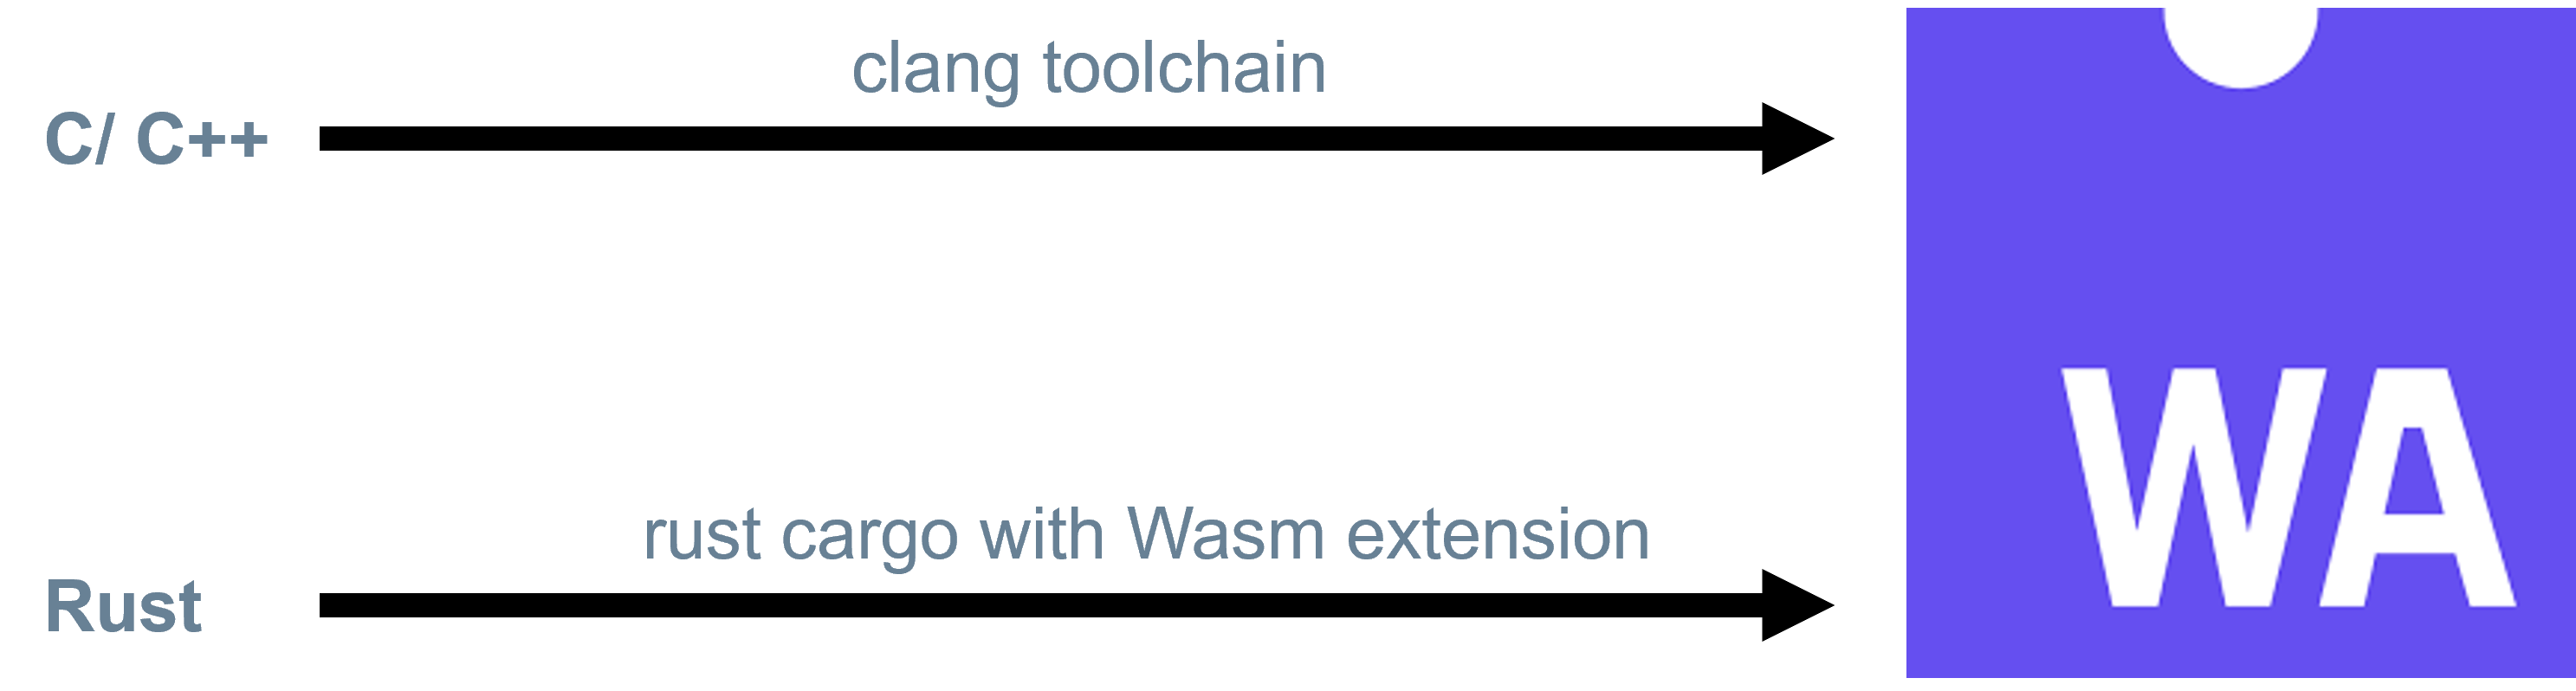 clang toolchain
C/ C++
WA
rust cargo with Wasm extension
Rust